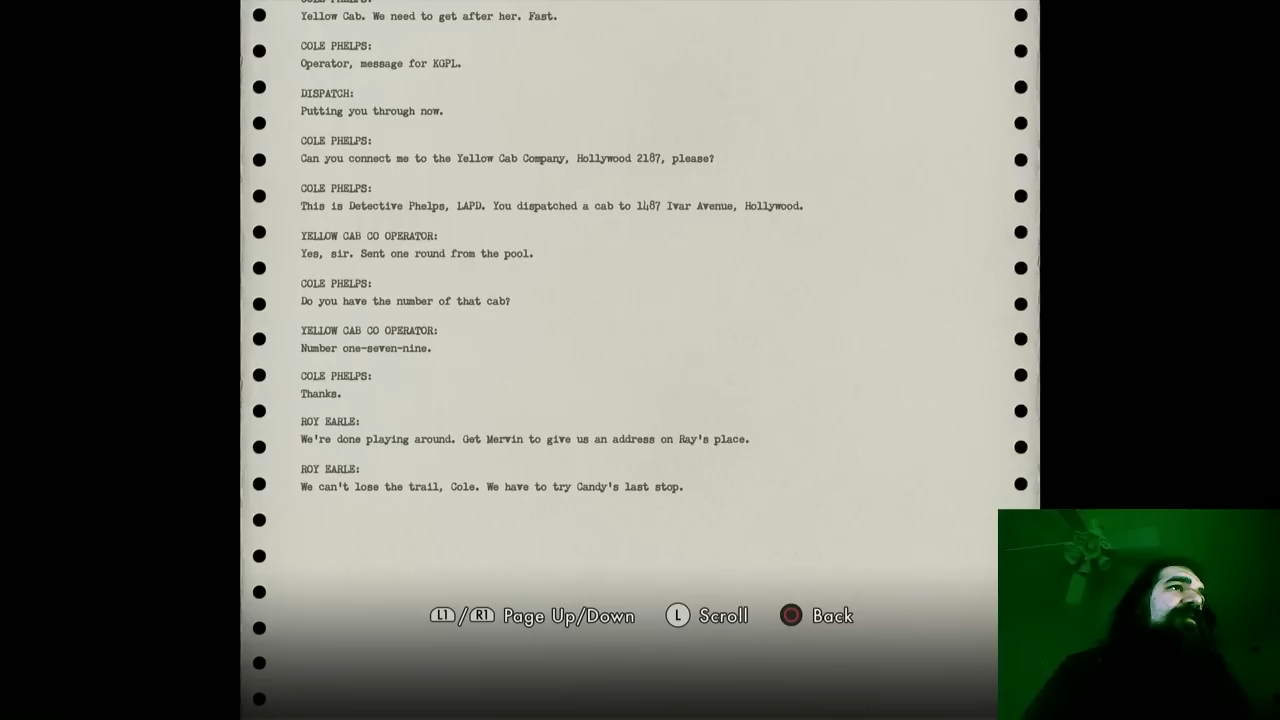 Yellow Cab. We need to get after her. Fast.
COLE PHELPS:
Operator, message for KGPL.
DISPATCH:
Putting you through now.
COLE PHELPS:
Can you connect me to the Yellow Cab Company, Hollywood 2187, please?
COLE PHELPS:
This is Detective Phelps, LAPD. You dispatched a cab to 1487 Ivar Avenue, Hollywood.
YELLOW CAB CO OPERATOR:
Yes, sir. Sent one round from the pool.
COLE PHELPS:
Do you have the number of that cab?
YELLOW CAB CO OPERATOR:
Number one-seven-nine.
COLE PHELPS:
Thanks.
ROY EARLE:
We're done playing around. Get Mervin to give us an address on Ray's place.
ROY EARLE:
We can't lose the trail, Cole. We have to try Candy's last stop.
L1/R1 Page Up/Down L Scroll Back